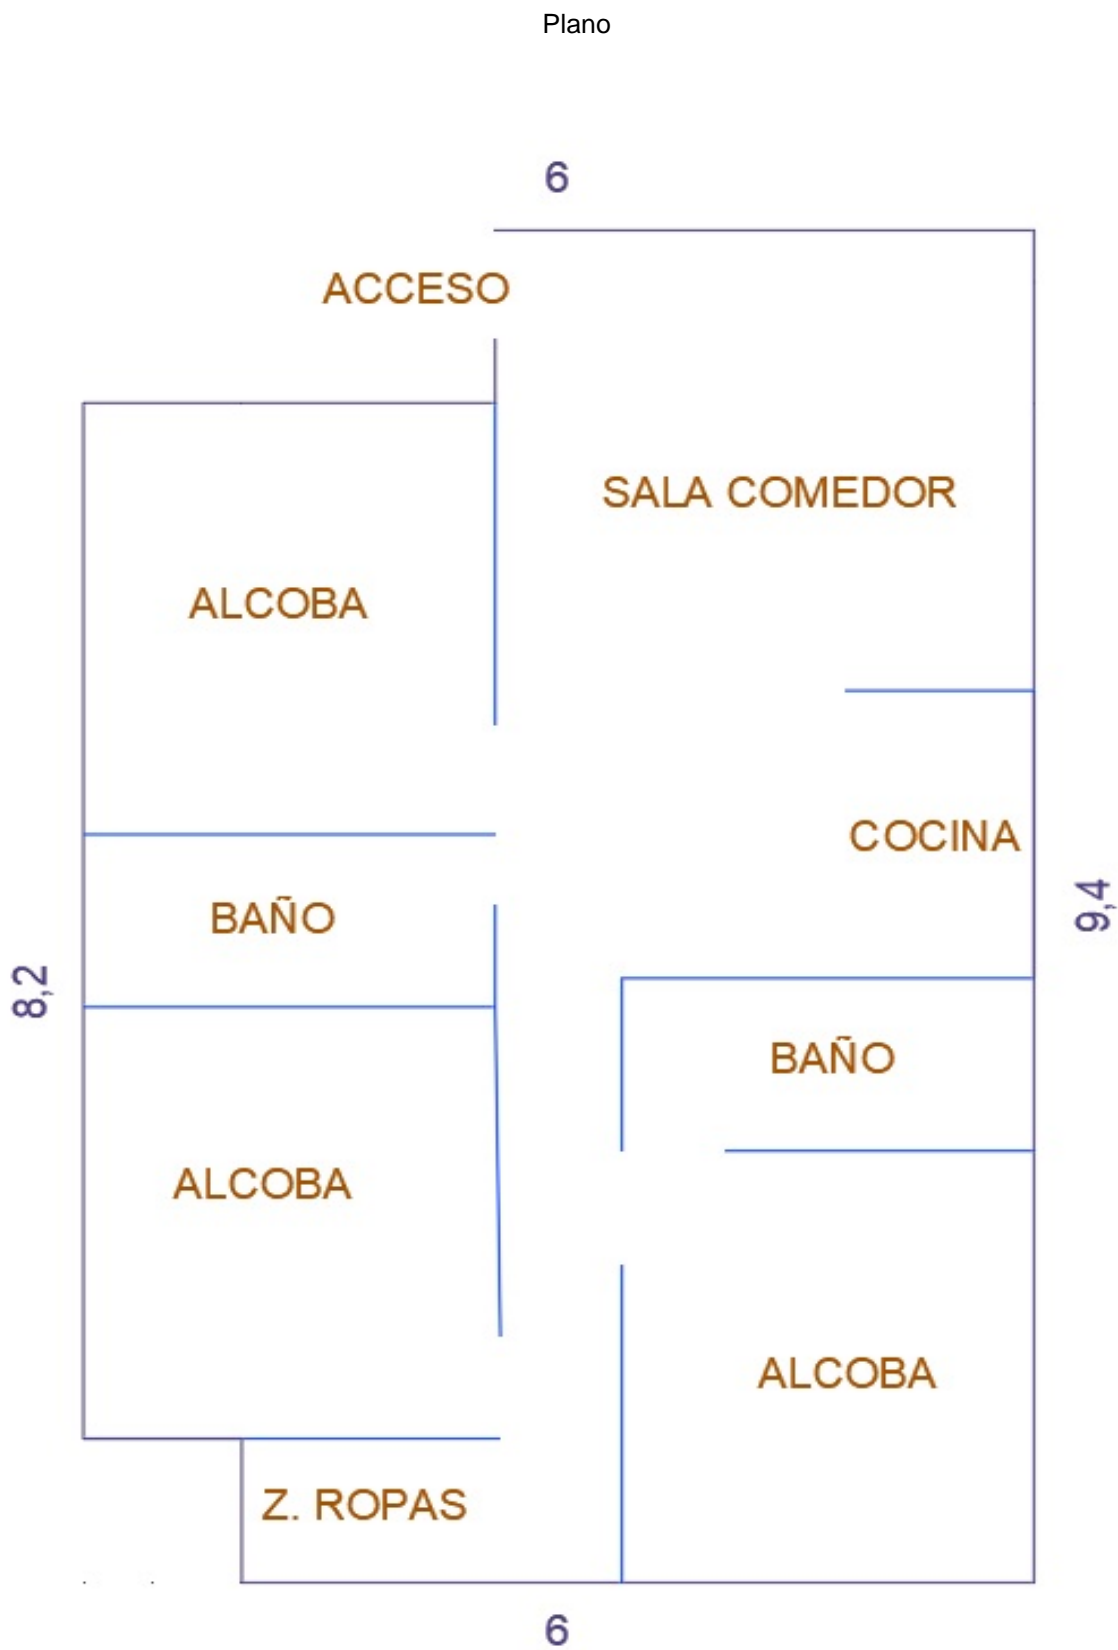 Plano
6
ACCESO
SALA COMEDOR
ALCOBA
COCINA
9,4
BAÑO
8,2
BAÑO
ALCOBA
ALCOBA
Z. ROPAS
6